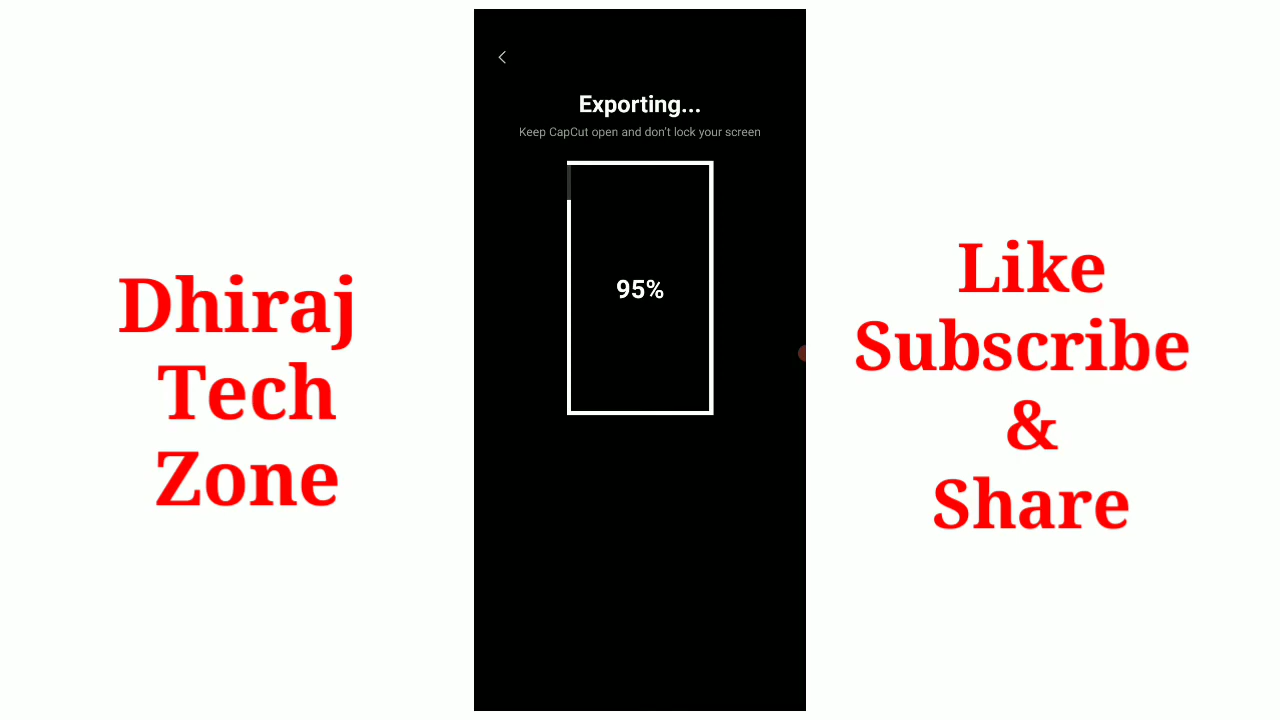 Dhiraj
Tech
Zone
Exporting...
Keep CapCut open and don't lock your screen
95%
Like
Subscribe
&
Share